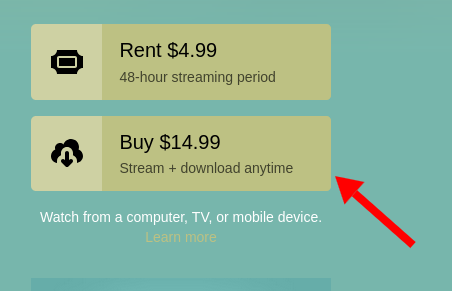 Rent $4.99
48-hour streaming period
Buy $14.99
Stream + download anytime
Watch from a computer, TV, or mobile device.
Learn more